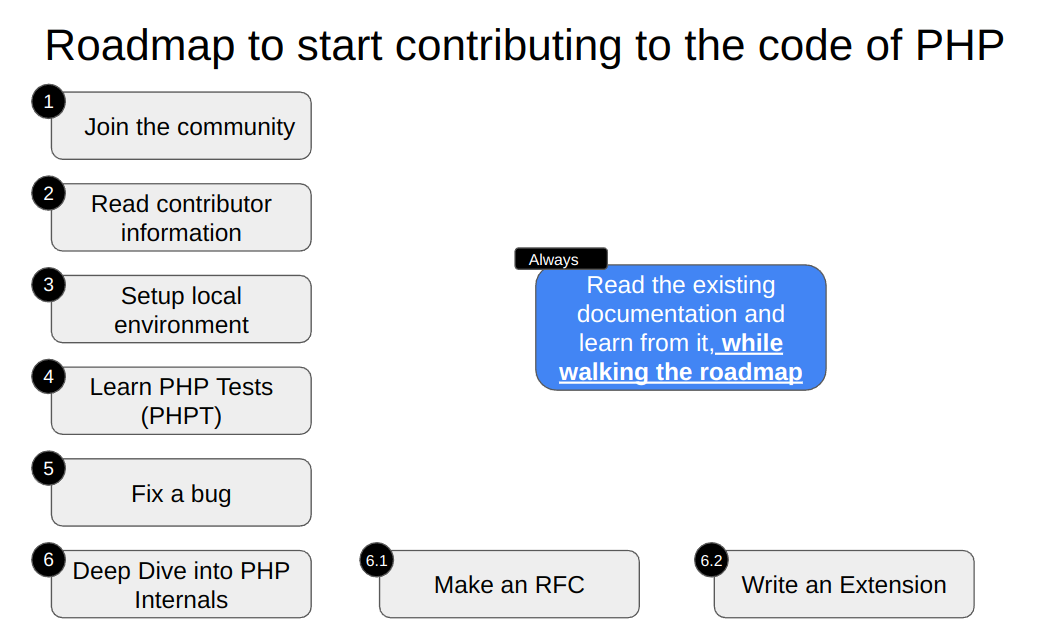 Roadmap to start contributing to the code of PHP
1
Join the community
2
Read contributor
information
3
Setup local
environment
4
Learn PHP Tests
(PHPT)
5
Fix a bug
6
Deep Dive into PHP
Internals
6.1
Make an RFC
6.2
Write an Extension
Always
Read the existing
documentation and
learn from it, while
walking the roadmap